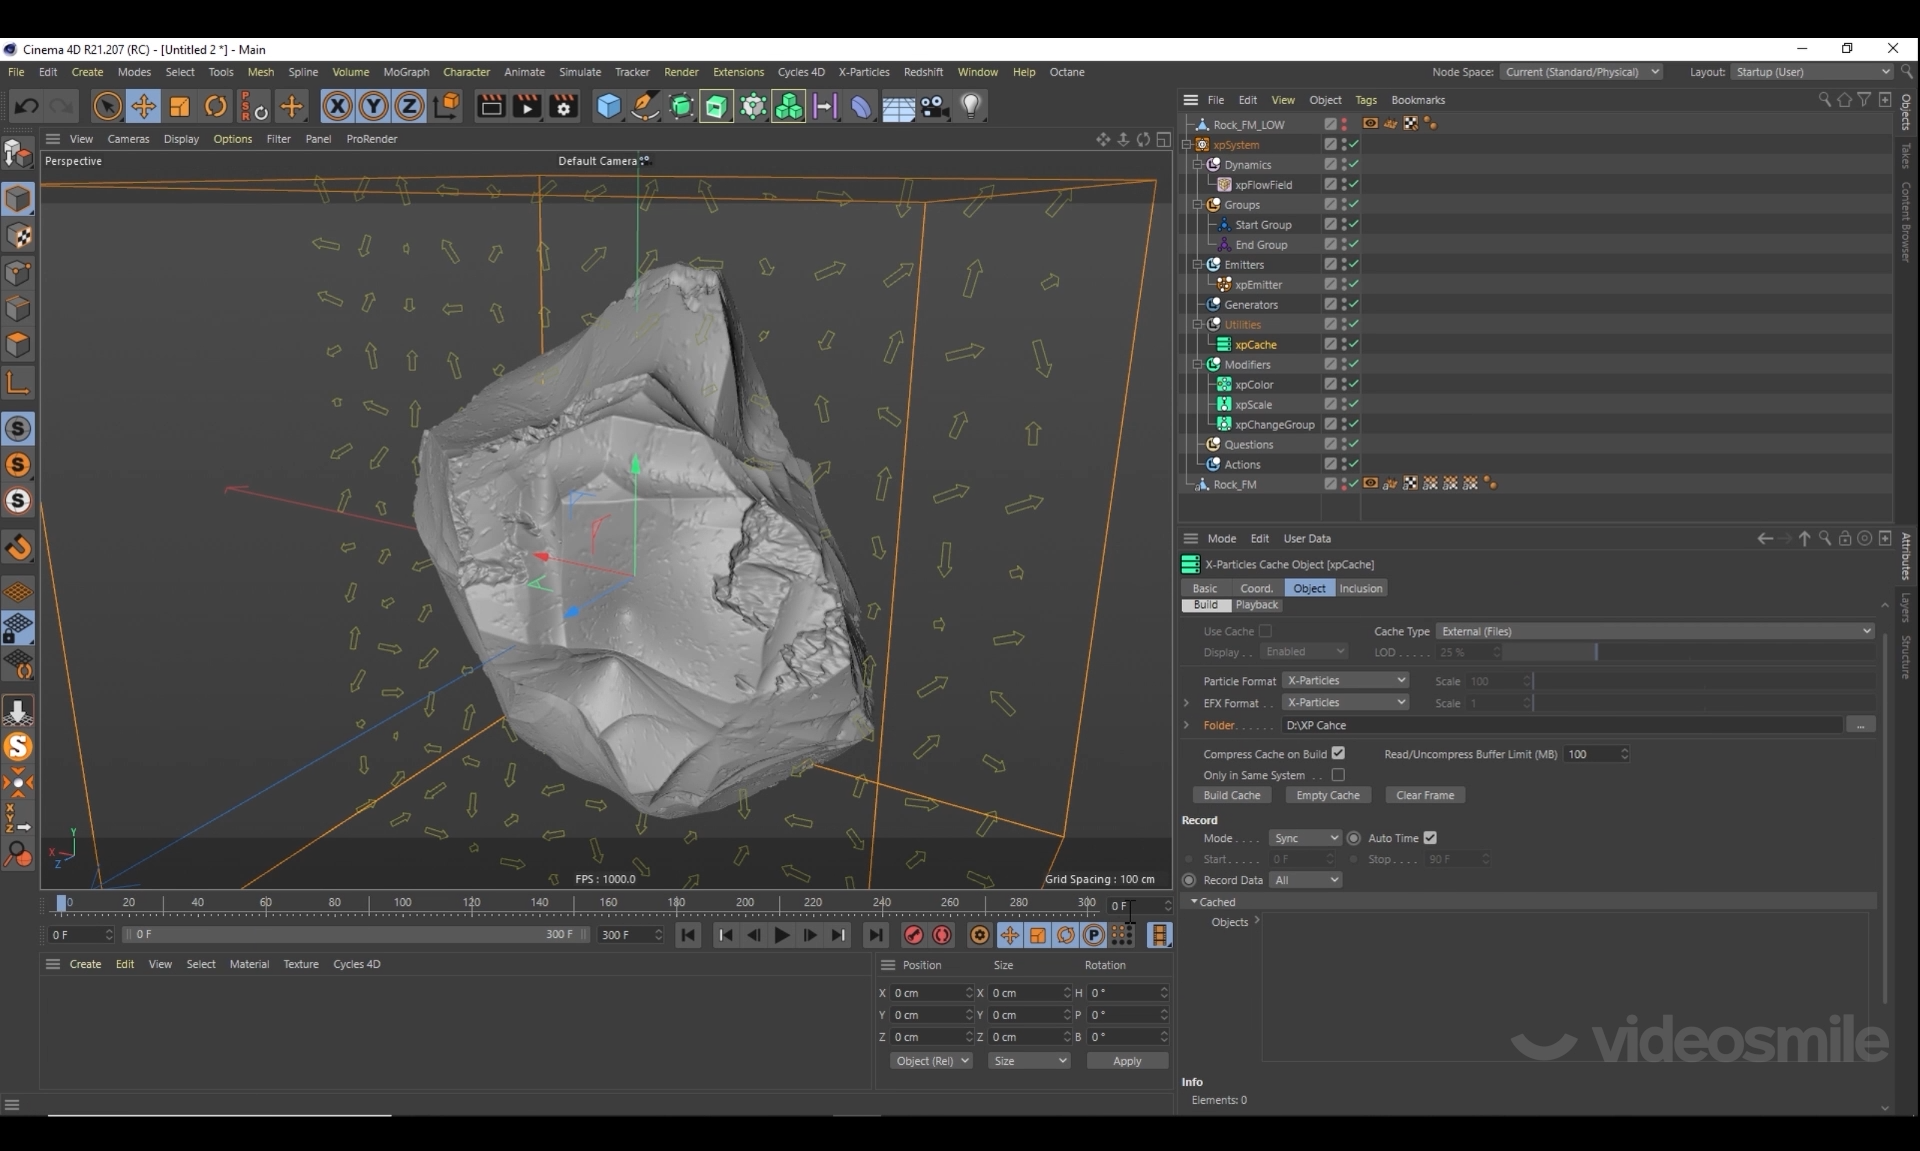 Cinema 4D R21.207 (RC) - [Untitled 2 *] - Main
File Edit Create Modes Select Tools Mesh Spline Volume MoGraph Character Animate Simulate Tracker Render Extensions Cycles 4D X-Particles Redshift Window Help Octane
Node Space: Current (Standard/Physical) Layout: Startup (User)
PSR X Y Z
View Cameras Display Options Filter Panel ProRender
Perspective Default Camera
FPS : 1000.0 Grid Spacing : 100 cm
Y
X
Z
0 20 40 60 80 100 120 140 160 180 200 220 240 260 280 300 0 F
0 F 0 F 300 F 300 F
Create Edit View Select Material Texture Cycles 4D
Position Size Rotation
X 0 cm X 0 cm H 0 °
Y 0 cm Y 0 cm P 0 °
Z 0 cm Z 0 cm B 0 °
Object (Rel) Size Apply
File Edit View Object Tags Bookmarks
Rock_FM_LOW
xpSystem
Dynamics
xpFlowField
Groups
Start Group
End Group
Emitters
xpEmitter
Generators
Utilities
xpCache
Modifiers
xpColor
xpScale
xpChangeGroup
Questions
Actions
Rock_FM
Objects
Takes
Content Browser
Mode Edit User Data
X-Particles Cache Object [xpCache]
Basic Coord. Object Inclusion
Build Playback
Use Cache Cache Type External (Files)
Display . . Enabled LOD . . . . . 25 %
Particle Format X-Particles Scale 100
EFX Format . . X-Particles Scale 1
Folder. . . . . . D:\XP Cahce ...
Compress Cache on Build Read/Uncompress Buffer Limit (MB) 100
Only in Same System . .
Build Cache Empty Cache Clear Frame
Record
Mode . . . . Sync Auto Time
Start. . . . . 0 F Stop. . . . 90 F
Record Data All
Cached
Objects
Info
Elements: 0
Attributes
Layers
Structure
videosmile